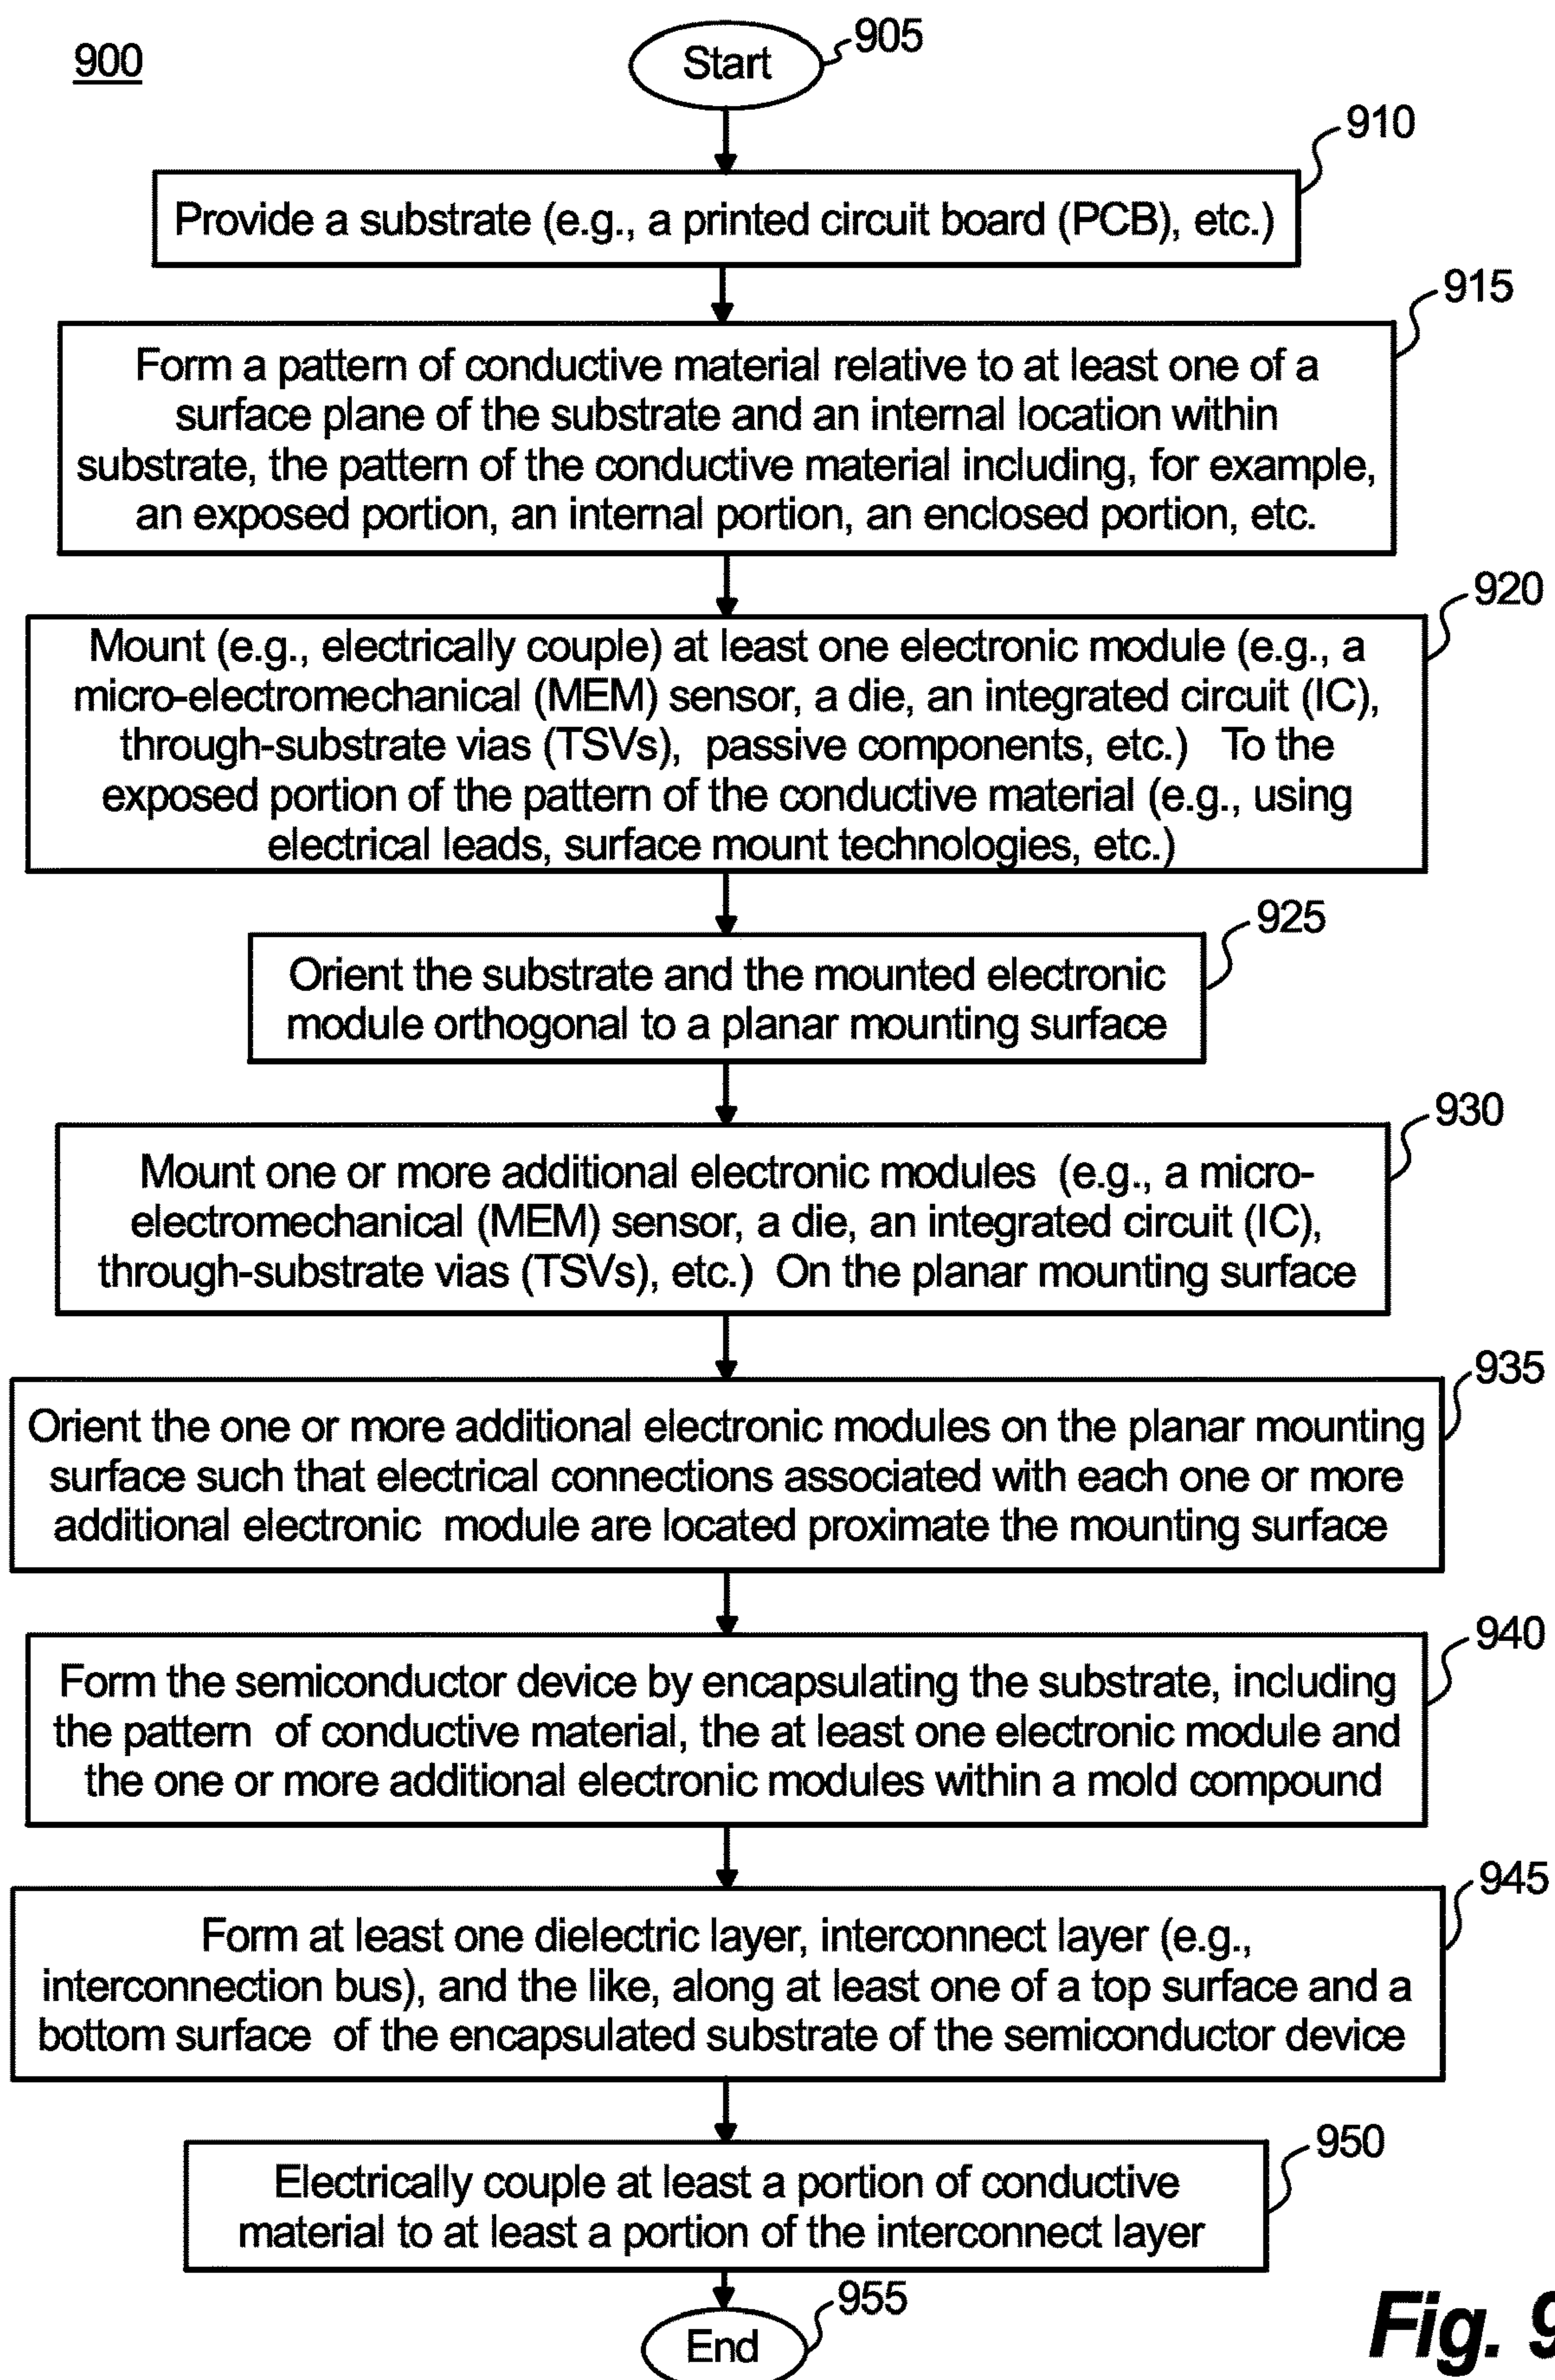 900
Start
905
910
Provide a substrate (e.g., a printed circuit board (PCB), etc.)
915
Form a pattern of conductive material relative to at least one of a
surface plane of the substrate and an internal location within
substrate, the pattern of the conductive material including, for example,
an exposed portion, an internal portion, an enclosed portion, etc.
920
Mount (e.g., electrically couple) at least one electronic module (e.g., a
micro-electromechanical (MEM) sensor, a die, an integrated circuit (IC),
through-substrate vias (TSVs), passive components, etc.) To the
exposed portion of the pattern of the conductive material (e.g., using
electrical leads, surface mount technologies, etc.)
925
Orient the substrate and the mounted electronic
module orthogonal to a planar mounting surface
930
Mount one or more additional electronic modules (e.g., a micro-
electromechanical (MEM) sensor, a die, an integrated circuit (IC),
through-substrate vias (TSVs), etc.) On the planar mounting surface
935
Orient the one or more additional electronic modules on the planar mounting
surface such that electrical connections associated with each one or more
additional electronic module are located proximate the mounting surface
940
Form the semiconductor device by encapsulating the substrate, including
the pattern of conductive material, the at least one electronic module and
the one or more additional electronic modules within a mold compound
945
Form at least one dielectric layer, interconnect layer (e.g.,
interconnection bus), and the like, along at least one of a top surface and a
bottom surface of the encapsulated substrate of the semiconductor device
950
Electrically couple at least a portion of conductive
material to at least a portion of the interconnect layer
955
End
Fig. 9